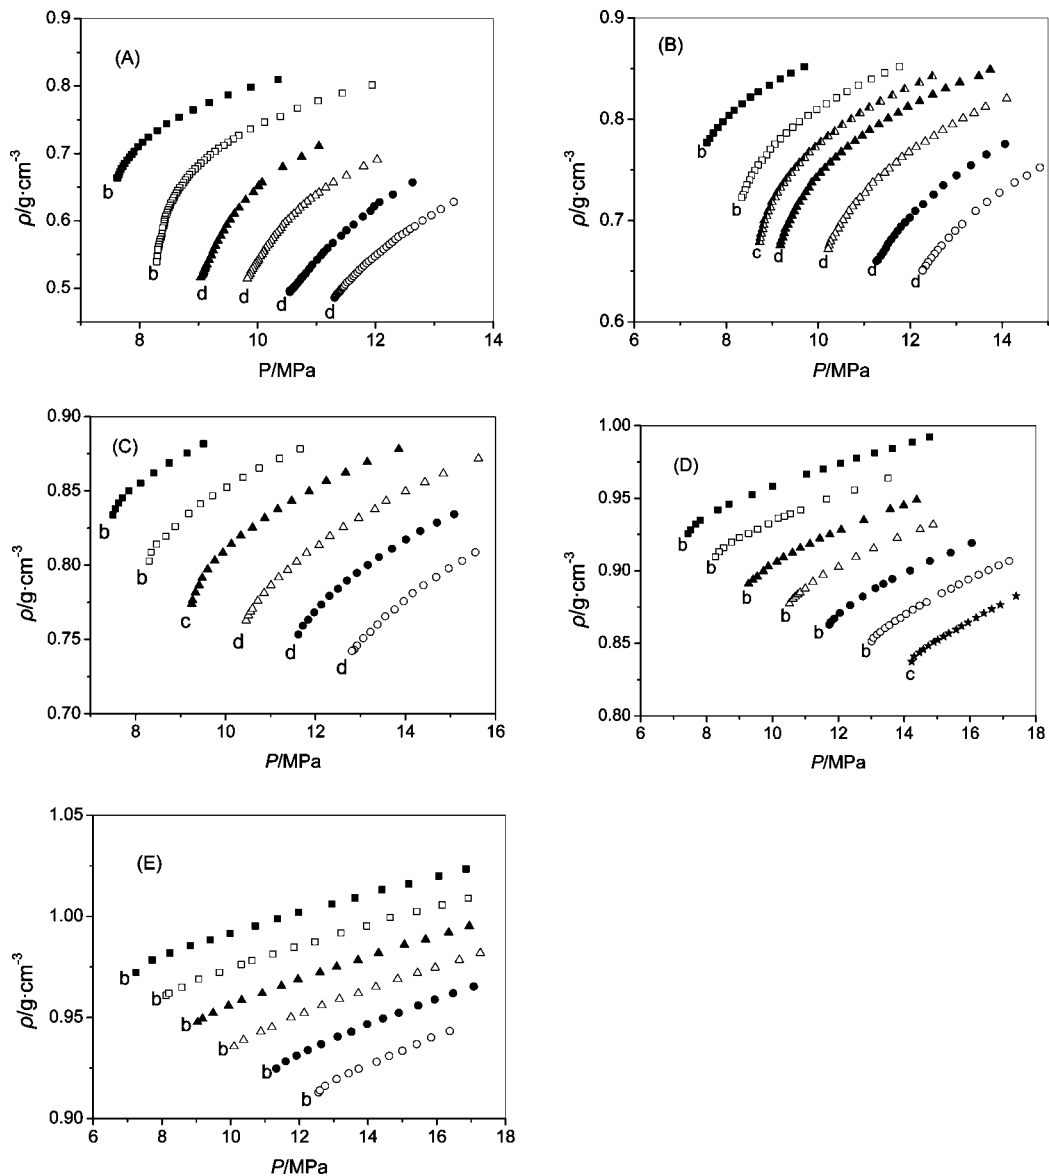 (A)
0.9
0.8
0.7
0.6
0.5
ρ/g·cm⁻³
b b d d d d
8 10 12 14
P/MPa
(B)
0.9
0.8
0.7
0.6
ρ/g·cm⁻³
b b c d d d d
6 8 10 12 14
P/MPa
(C)
0.90
0.85
0.80
0.75
0.70
ρ/g·cm⁻³
b b c d d d
8 10 12 14 16
P/MPa
(D)
1.00
0.95
0.90
0.85
0.80
ρ/g·cm⁻³
b b b b b b c
6 8 10 12 14 16 18
P/MPa
(E)
1.05
1.00
0.95
0.90
ρ/g·cm⁻³
b b b b b b
6 8 10 12 14 16 18
P/MPa